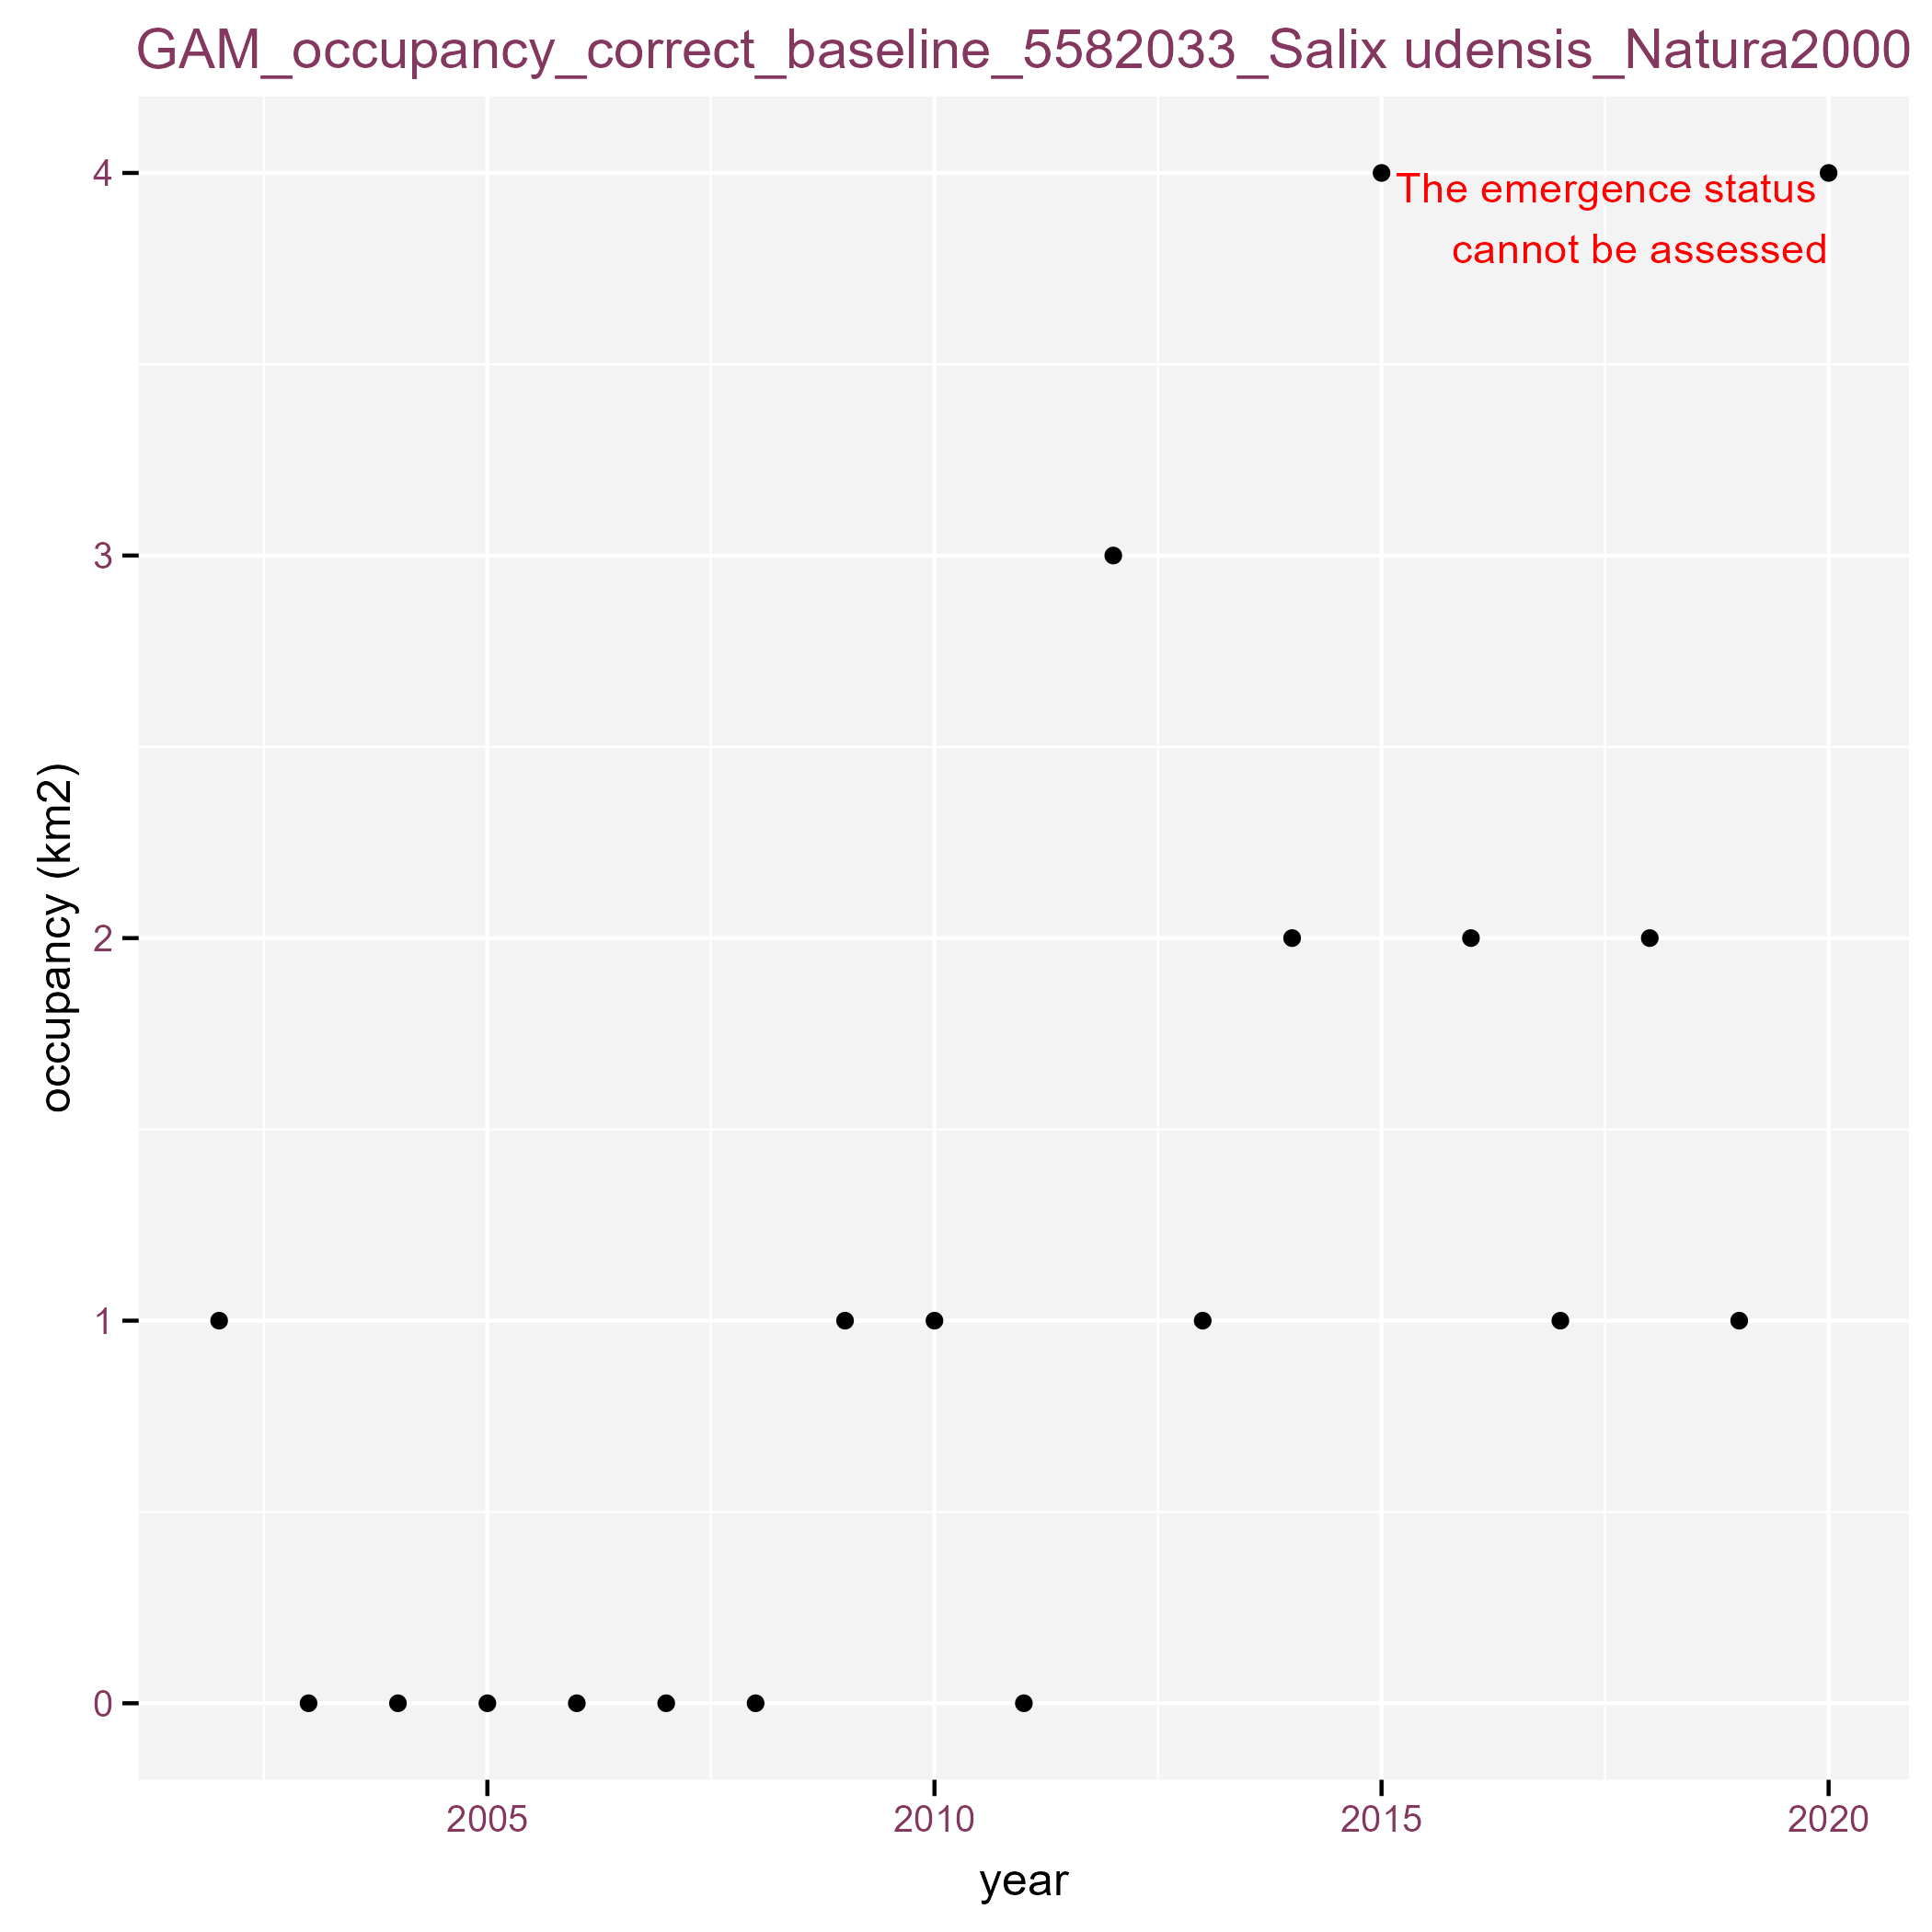 GAM_occupancy_correct_baseline_5582033_Salix udensis_Natura2000
4
The emergence status
cannot be assessed
3
occupancy (km2)
2
1
0
2005 2010 2015 2020
year